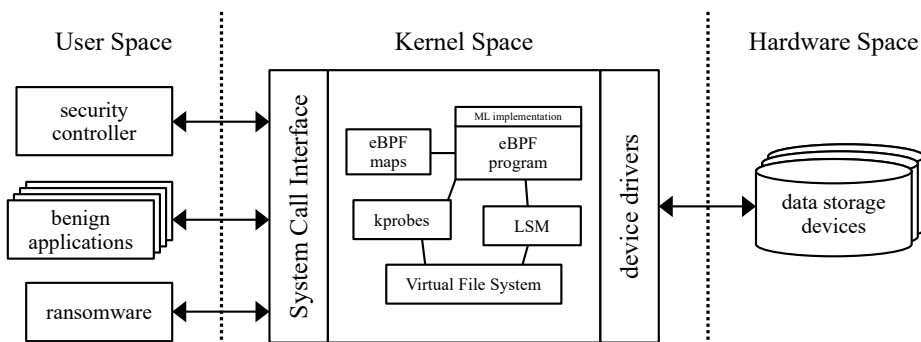 User Space
Kernel Space
Hardware Space
security
controller
benign
applications
ransomware
System Call Interface
ML implementation
eBPF
program
eBPF
maps
kprobes
LSM
Virtual File System
device drivers
data storage
devices